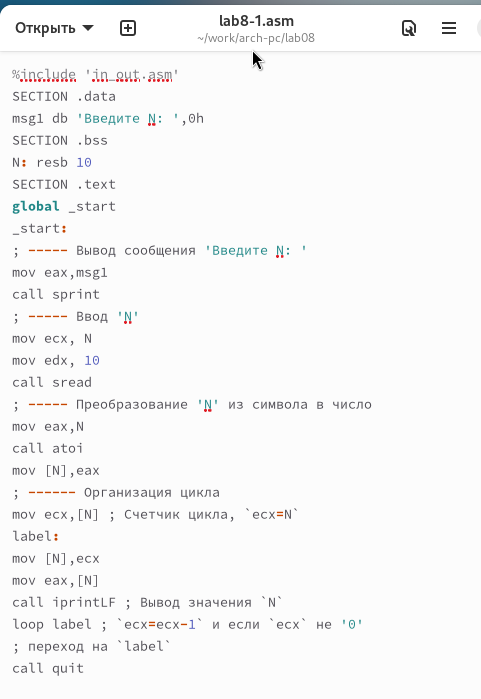 Открыть
lab8-1.asm
~/work/arch-pc/lab08
%include 'in_out.asm'
SECTION .data
msg1 db 'Введите N: ',0h
SECTION .bss
N: resb 10
SECTION .text
global _start
_start:
; ----- Вывод сообщения 'Введите N: '
mov eax,msg1
call sprint
; ----- Ввод 'N'
mov ecx, N
mov edx, 10
call sread
; ----- Преобразование 'N' из символа в число
mov eax,N
call atoi
mov [N],eax
; ------ Организация цикла
mov ecx,[N] ; Счетчик цикла, `ecx=N`
label:
mov [N],ecx
mov eax,[N]
call iprintLF ; Вывод значения `N`
loop label ; `ecx=ecx-1` и если `ecx` не '0'
; переход на `label`
call quit